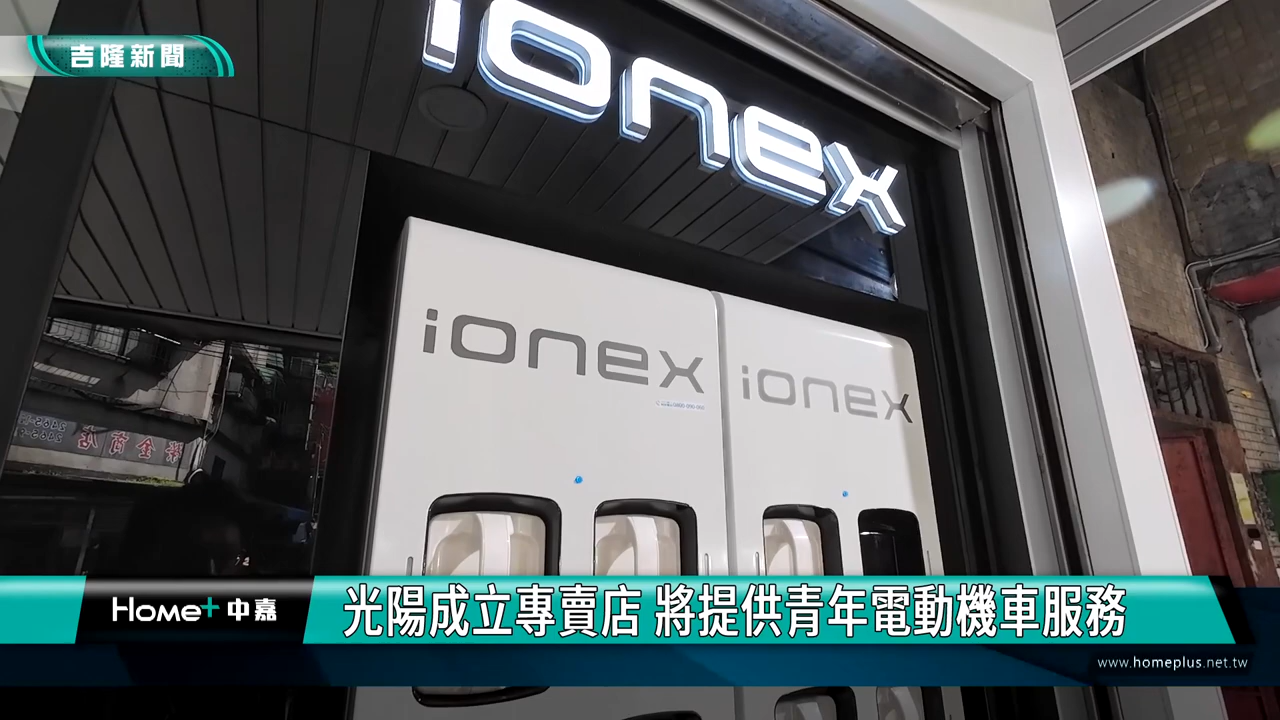 吉隆新聞
ionex
ionex
ionex
Home+ 中嘉
光陽成立專賣店 將提供青年電動機車服務
www.homeplus.net.tw